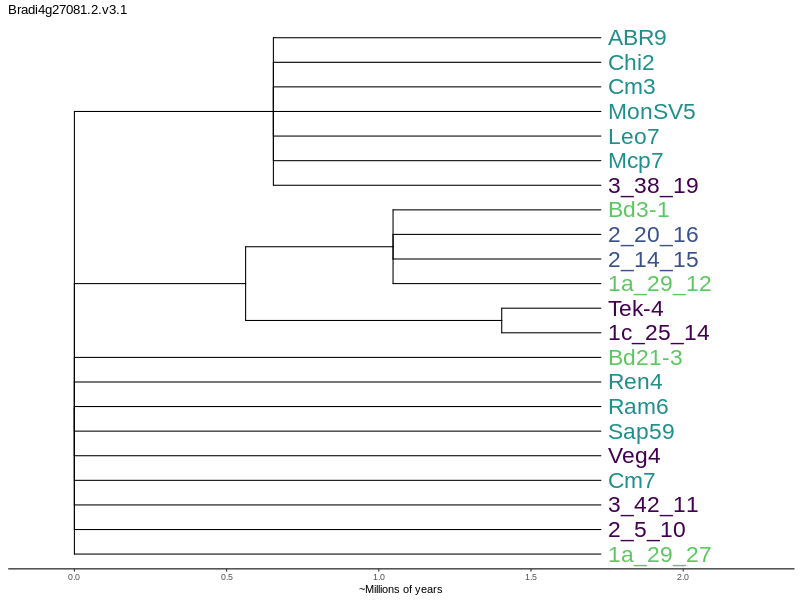 Bradi4g27081.2.v3.1
ABR9
Chi2
Cm3
MonSV5
Leo7
Mcp7
3_38_19
Bd3-1
2_20_16
2_14_15
1a_29_12
Tek-4
1c_25_14
Bd21-3
Ren4
Ram6
Sap59
Veg4
Cm7
3_42_11
2_5_10
1a_29_27
0.0 0.5 1.0 1.5 2.0
~Millions of years